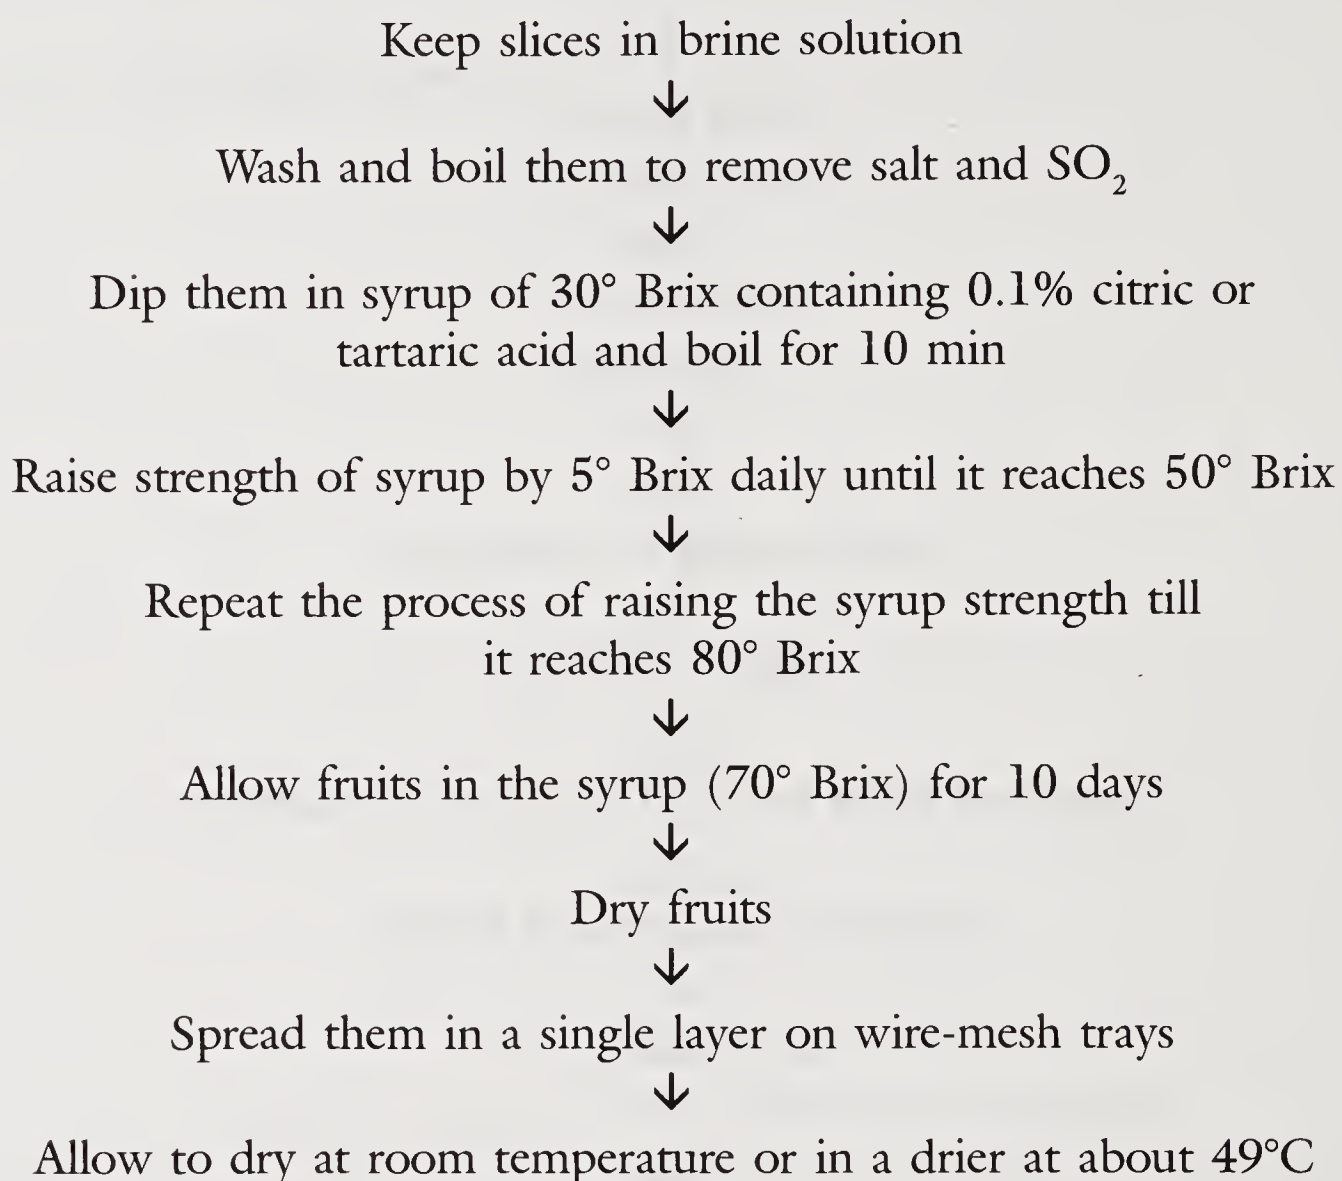 Keep slices in brine solution
↓
Wash and boil them to remove salt and SO₂
↓
Dip them in syrup of 30° Brix containing 0.1% citric or
tartaric acid and boil for 10 min
↓
Raise strength of syrup by 5° Brix daily until it reaches 50° Brix
↓
Repeat the process of raising the syrup strength till
it reaches 80° Brix
↓
Allow fruits in the syrup (70° Brix) for 10 days
↓
Dry fruits
↓
Spread them in a single layer on wire-mesh trays
↓
Allow to dry at room temperature or in a drier at about 49°C